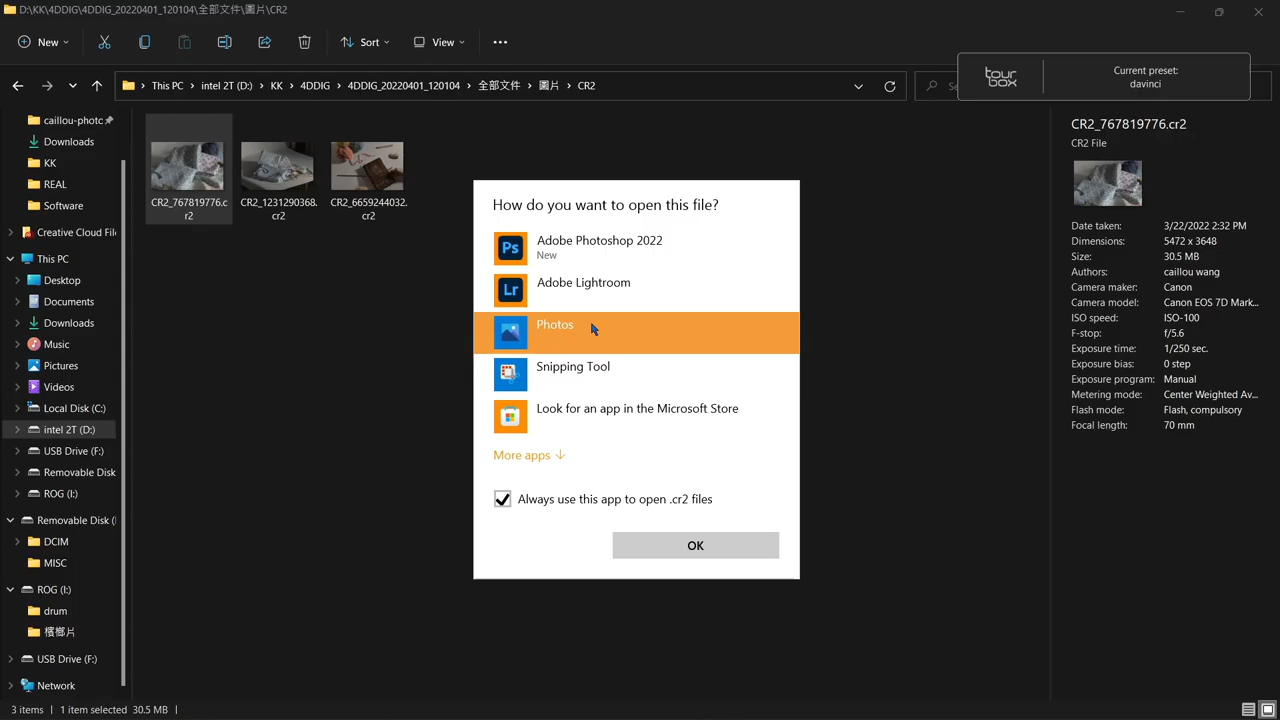 D:\KK\4DDIG\4DDIG_20220401_120104\全部文件\圖片\CR2
New
Sort
View
This PC > intel 2T (D:) > KK > 4DDIG > 4DDIG_20220401_120104 > 全部文件 > 圖片 > CR2
Se
tour
box
Current preset:
davinci
caillou-photc
Downloads
KK
REAL
Software
Creative Cloud File
This PC
Desktop
Documents
Downloads
Music
Pictures
Videos
Local Disk (C:)
intel 2T (D:)
USB Drive (F:)
Removable Disk
ROG (I:)
Removable Disk (
DCIM
MISC
ROG (I:)
drum
檳榔片
USB Drive (F:)
Network
CR2_767819776.c
r2
CR2_1231290368.
cr2
CR2_6659244032.
cr2
How do you want to open this file?
Ps
Adobe Photoshop 2022
New
Lr
Adobe Lightroom
Photos
Snipping Tool
Look for an app in the Microsoft Store
More apps ↓
Always use this app to open .cr2 files
OK
CR2_767819776.cr2
CR2 File
Date taken: 3/22/2022 2:32 PM
Dimensions: 5472 x 3648
Size: 30.5 MB
Authors: caillou wang
Camera maker: Canon
Camera model: Canon EOS 7D Mark...
ISO speed: ISO-100
F-stop: f/5.6
Exposure time: 1/250 sec.
Exposure bias: 0 step
Exposure program: Manual
Metering mode: Center Weighted Av...
Flash mode: Flash, compulsory
Focal length: 70 mm
3 items | 1 item selected 30.5 MB |